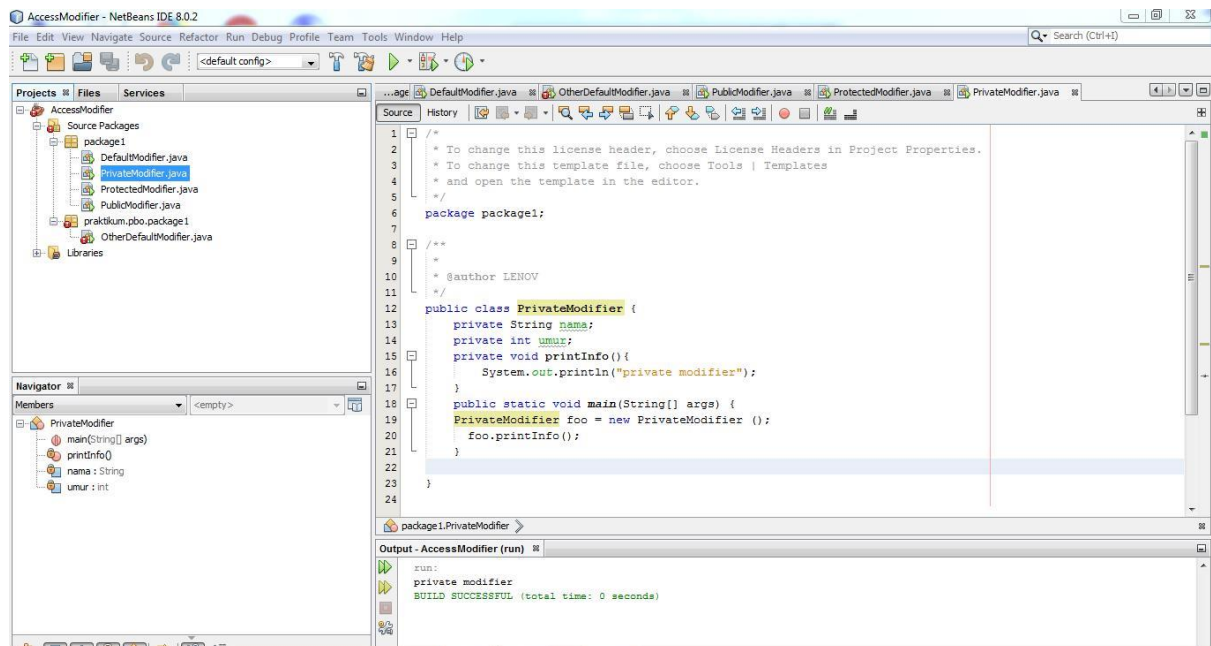 AccessModifier - NetBeans IDE 8.0.2
File Edit View Navigate Source Refactor Run Debug Profile Team Tools Window Help
Search (Ctrl+I)
<default config>
Projects Files Services
AccessModifier
Source Packages
package1
DefaultModifier.java
PrivateModifier.java
ProtectedModifier.java
PublicModifier.java
praktikum.pbo.package1
OtherDefaultModifier.java
Libraries
Navigator
Members <empty>
PrivateModifier
main(String[] args)
printInfo()
nama : String
umur : int
...age DefaultModifier.java OtherDefaultModifier.java PublicModifier.java ProtectedModifier.java PrivateModifier.java
Source History
1 /*
2 * To change this license header, choose License Headers in Project Properties.
3 * To change this template file, choose Tools | Templates
4 * and open the template in the editor.
5 */
6 package package1;
7
8 /**
9 *
10 * @author LENOV
11 */
12 public class PrivateModifier {
13 private String nama;
14 private int umur;
15 private void printInfo(){
16 System.out.println("private modifier");
17 }
18 public static void main(String[] args) {
19 PrivateModifier foo = new PrivateModifier ();
20 foo.printInfo();
21 }
22
23 }
24
package1.PrivateModifier
Output - AccessModifier (run)
run:
private modifier
BUILD SUCCESSFUL (total time: 0 seconds)